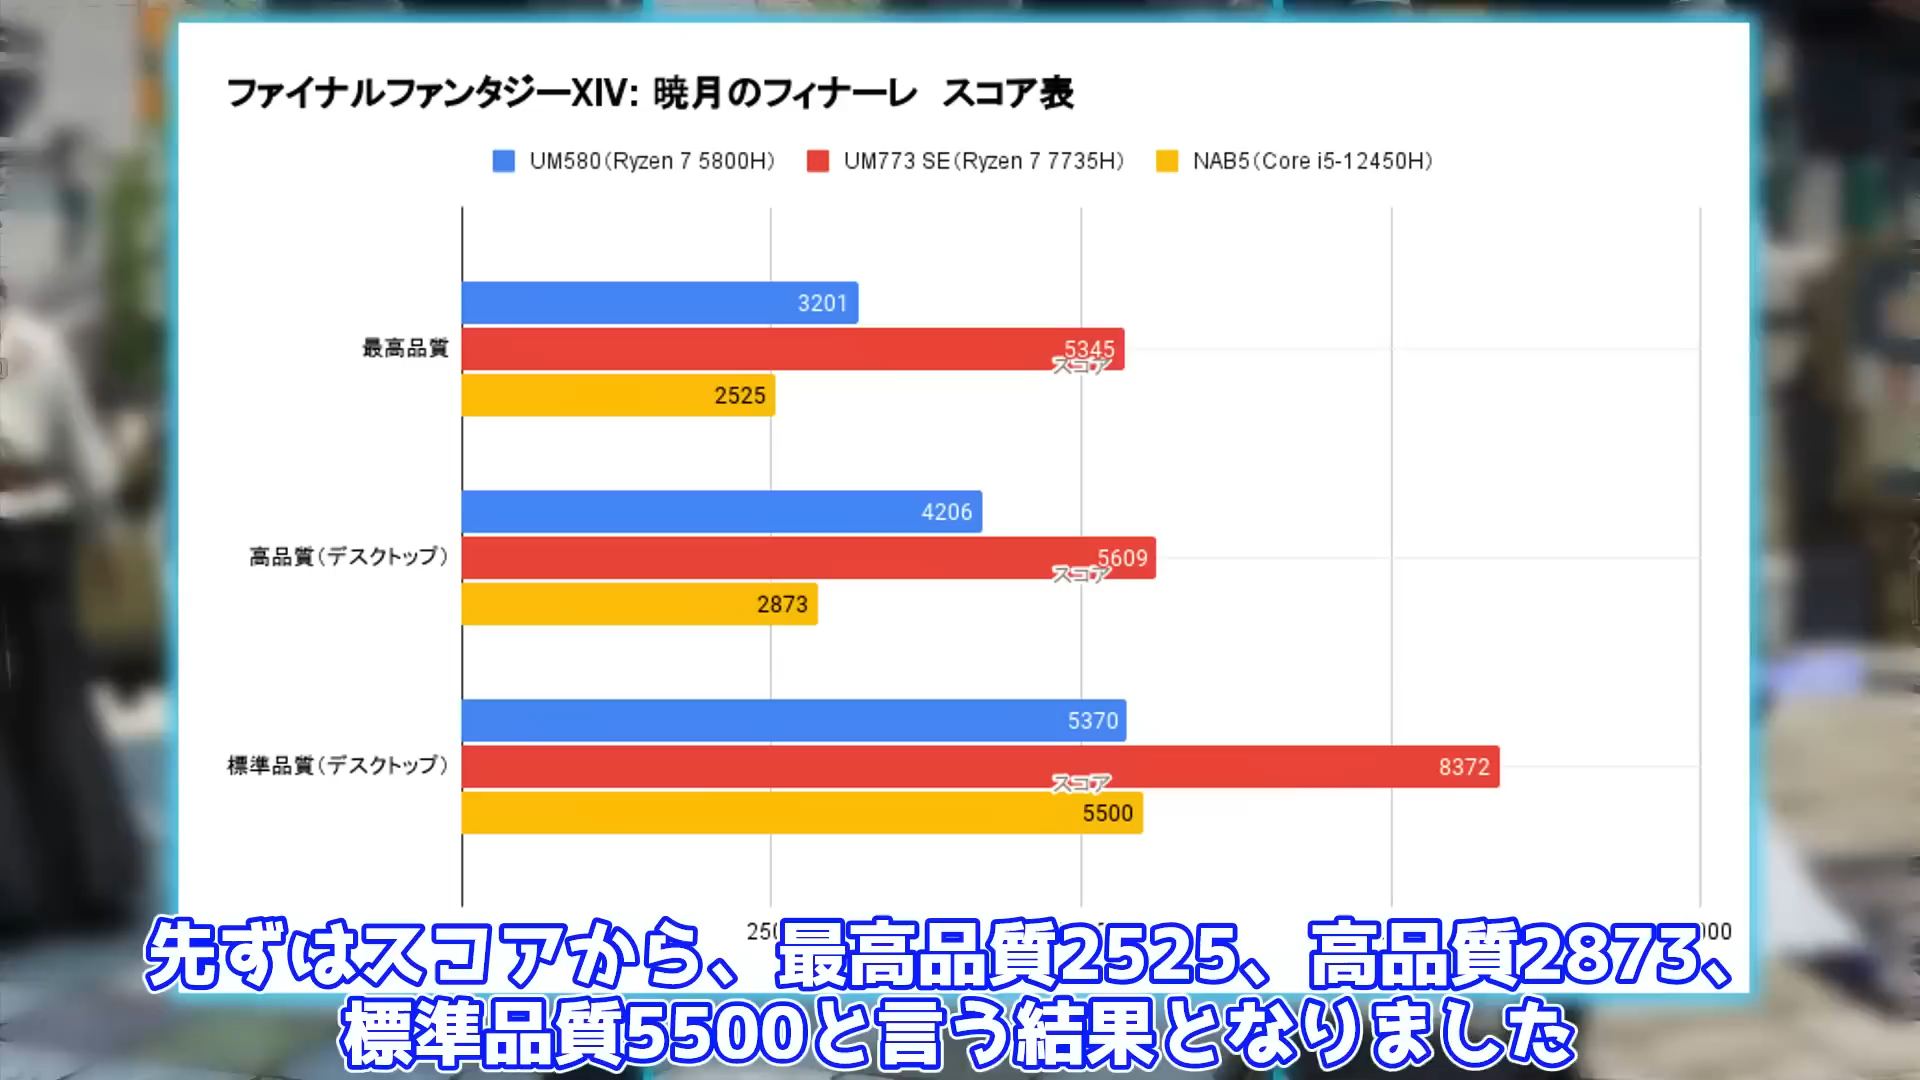 ファイナルファンタジーXIV: 暁月のフィナーレ スコア表
UM580(Ryzen 7 5800H) UM773 SE(Ryzen 7 7735H) NAB5(Core i5-12450H)
3201
最高品質
5345
スコア
2525
4206
高品質(デスクトップ)
5609
スコア
2873
5370
標準品質(デスクトップ)
8372
スコア
5500
先ずはスコアから、最高品質2525、高品質2873、
標準品質5500と言う結果となりました